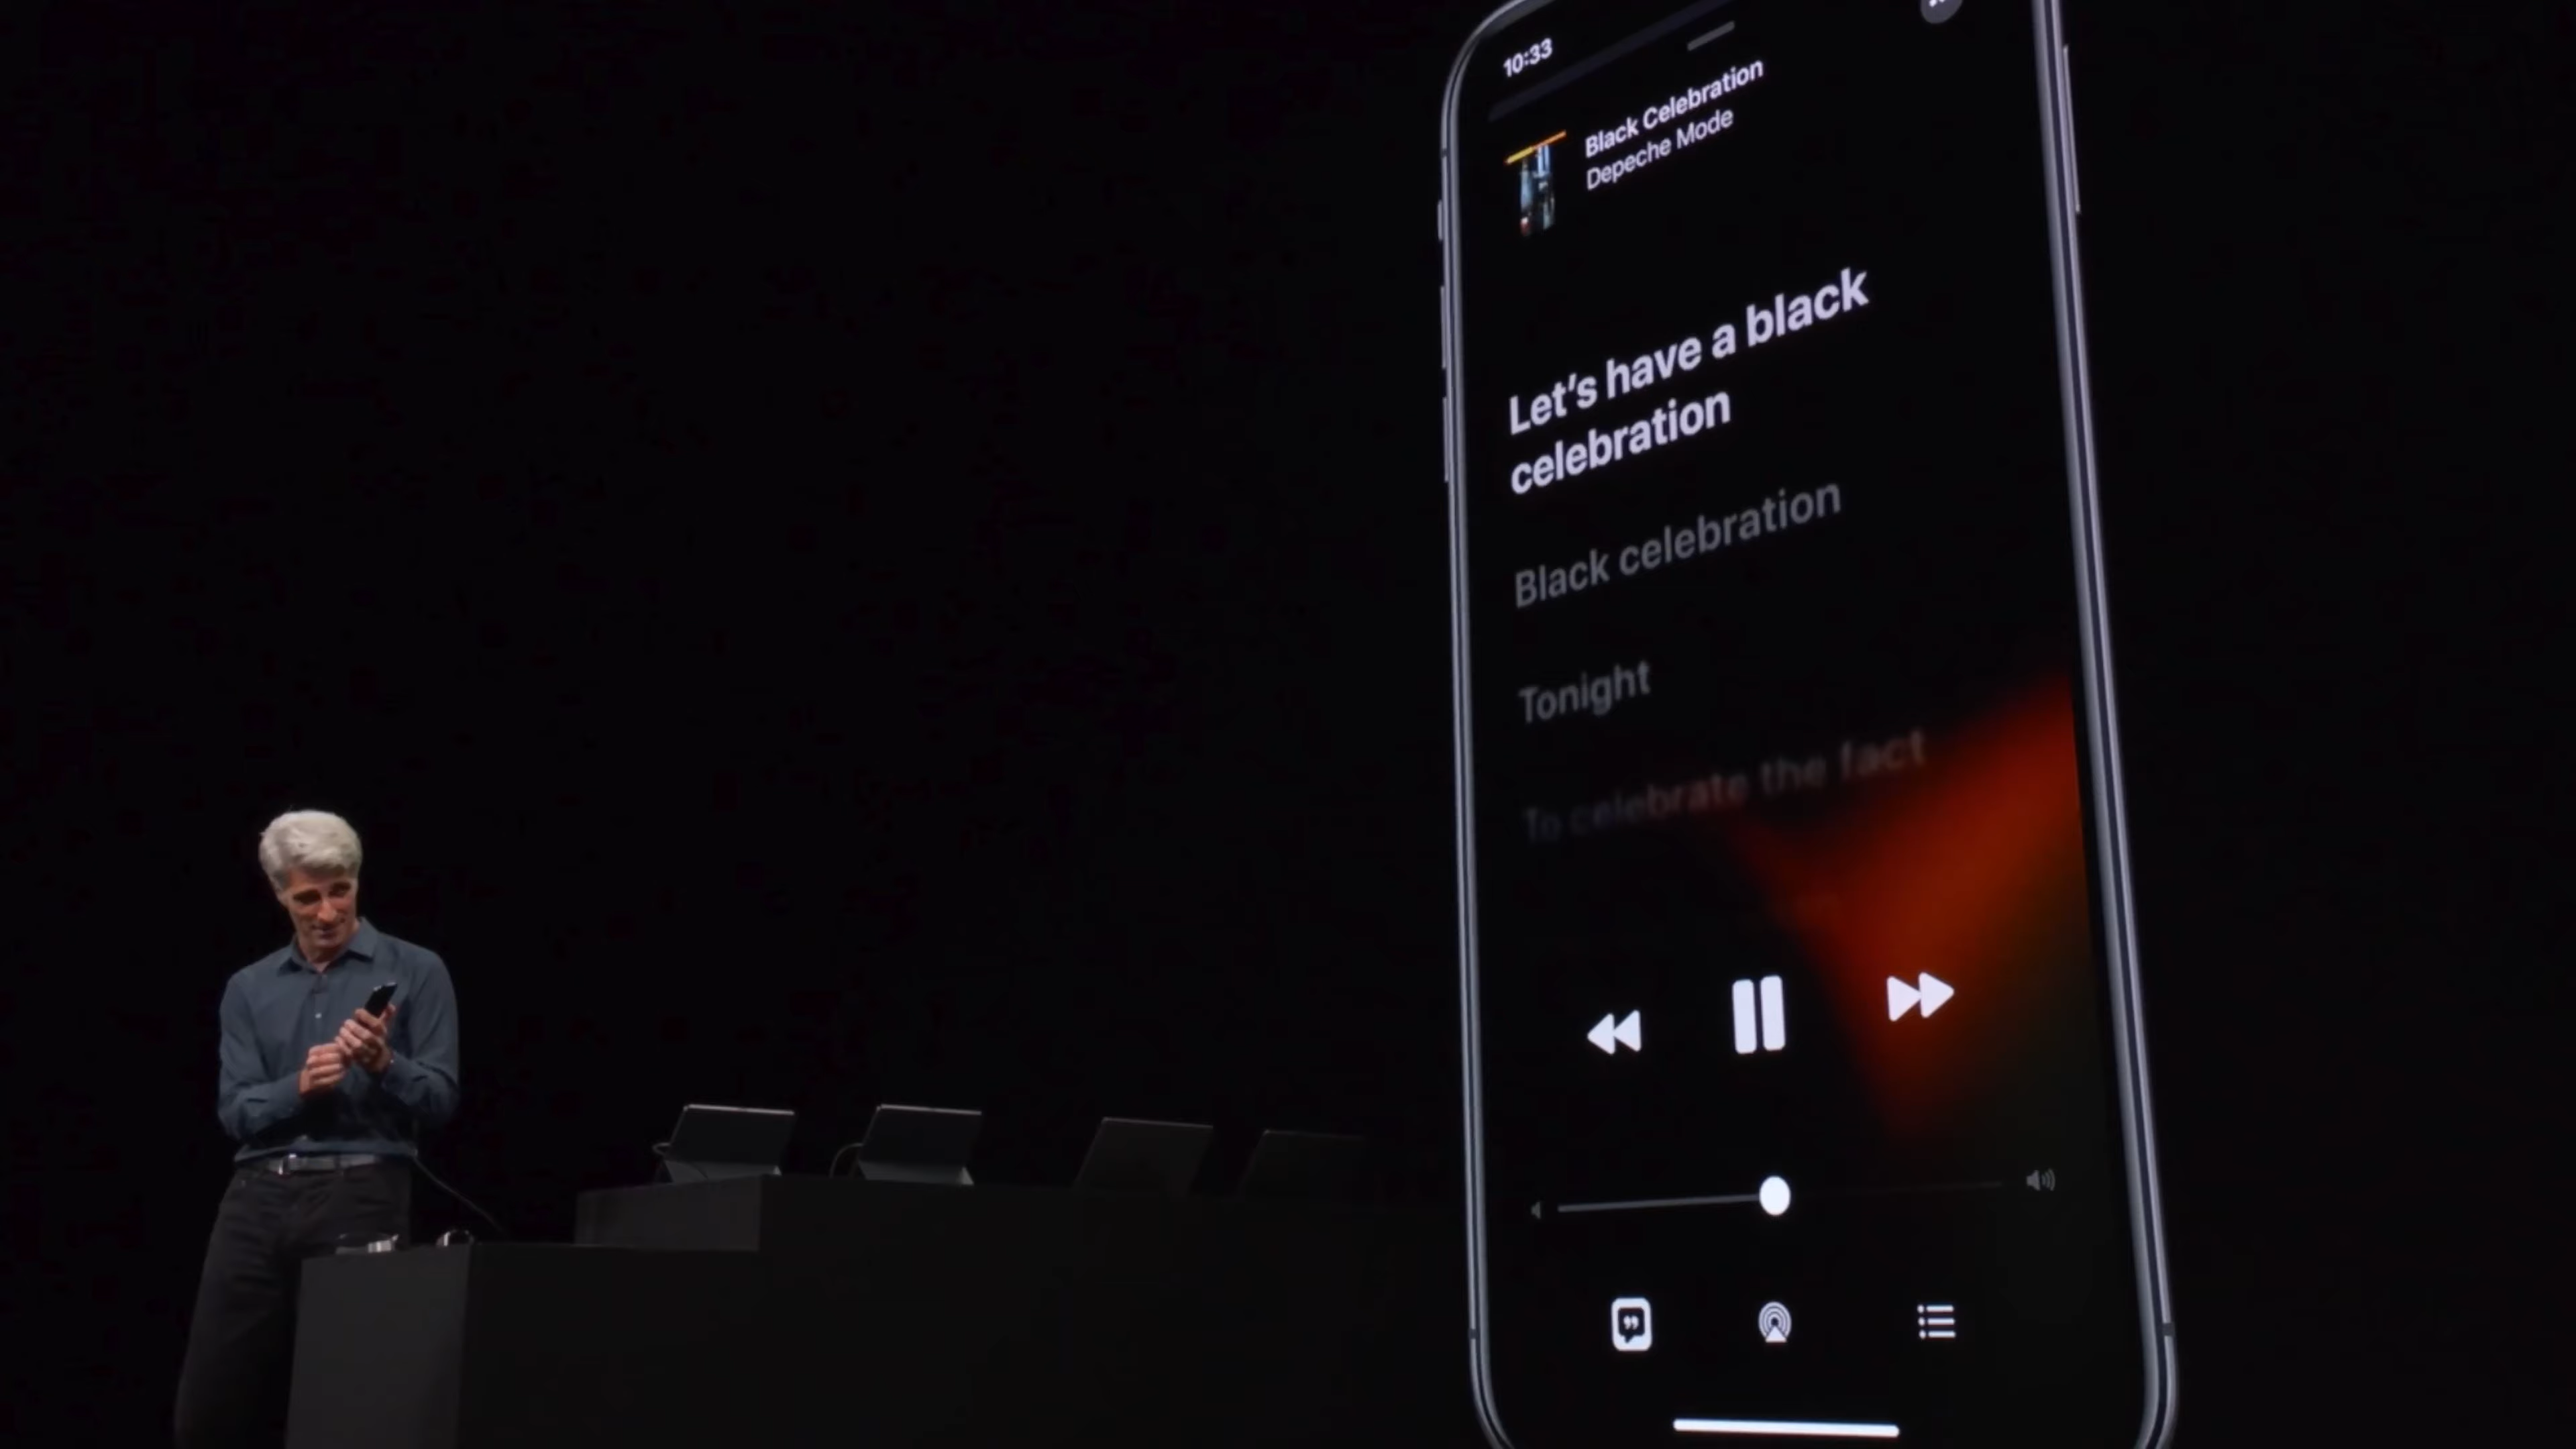 10:33
Black Celebration
Depeche Mode
Let's have a black
celebration
Black celebration
Tonight
To celebrate the fact